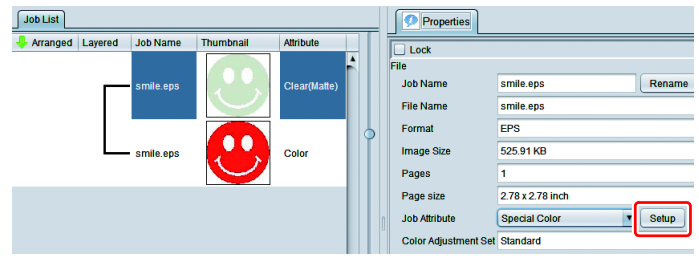 Job List
Arranged Layered Job Name Thumbnail Attribute
smile.eps Clear(Matte)
smile.eps Color
Properties
Lock
File
Job Name smile.eps Rename
File Name smile.eps
Format EPS
Image Size 525.91 KB
Pages 1
Page size 2.78 x 2.78 inch
Job Attribute Special Color Setup
Color Adjustment Set Standard